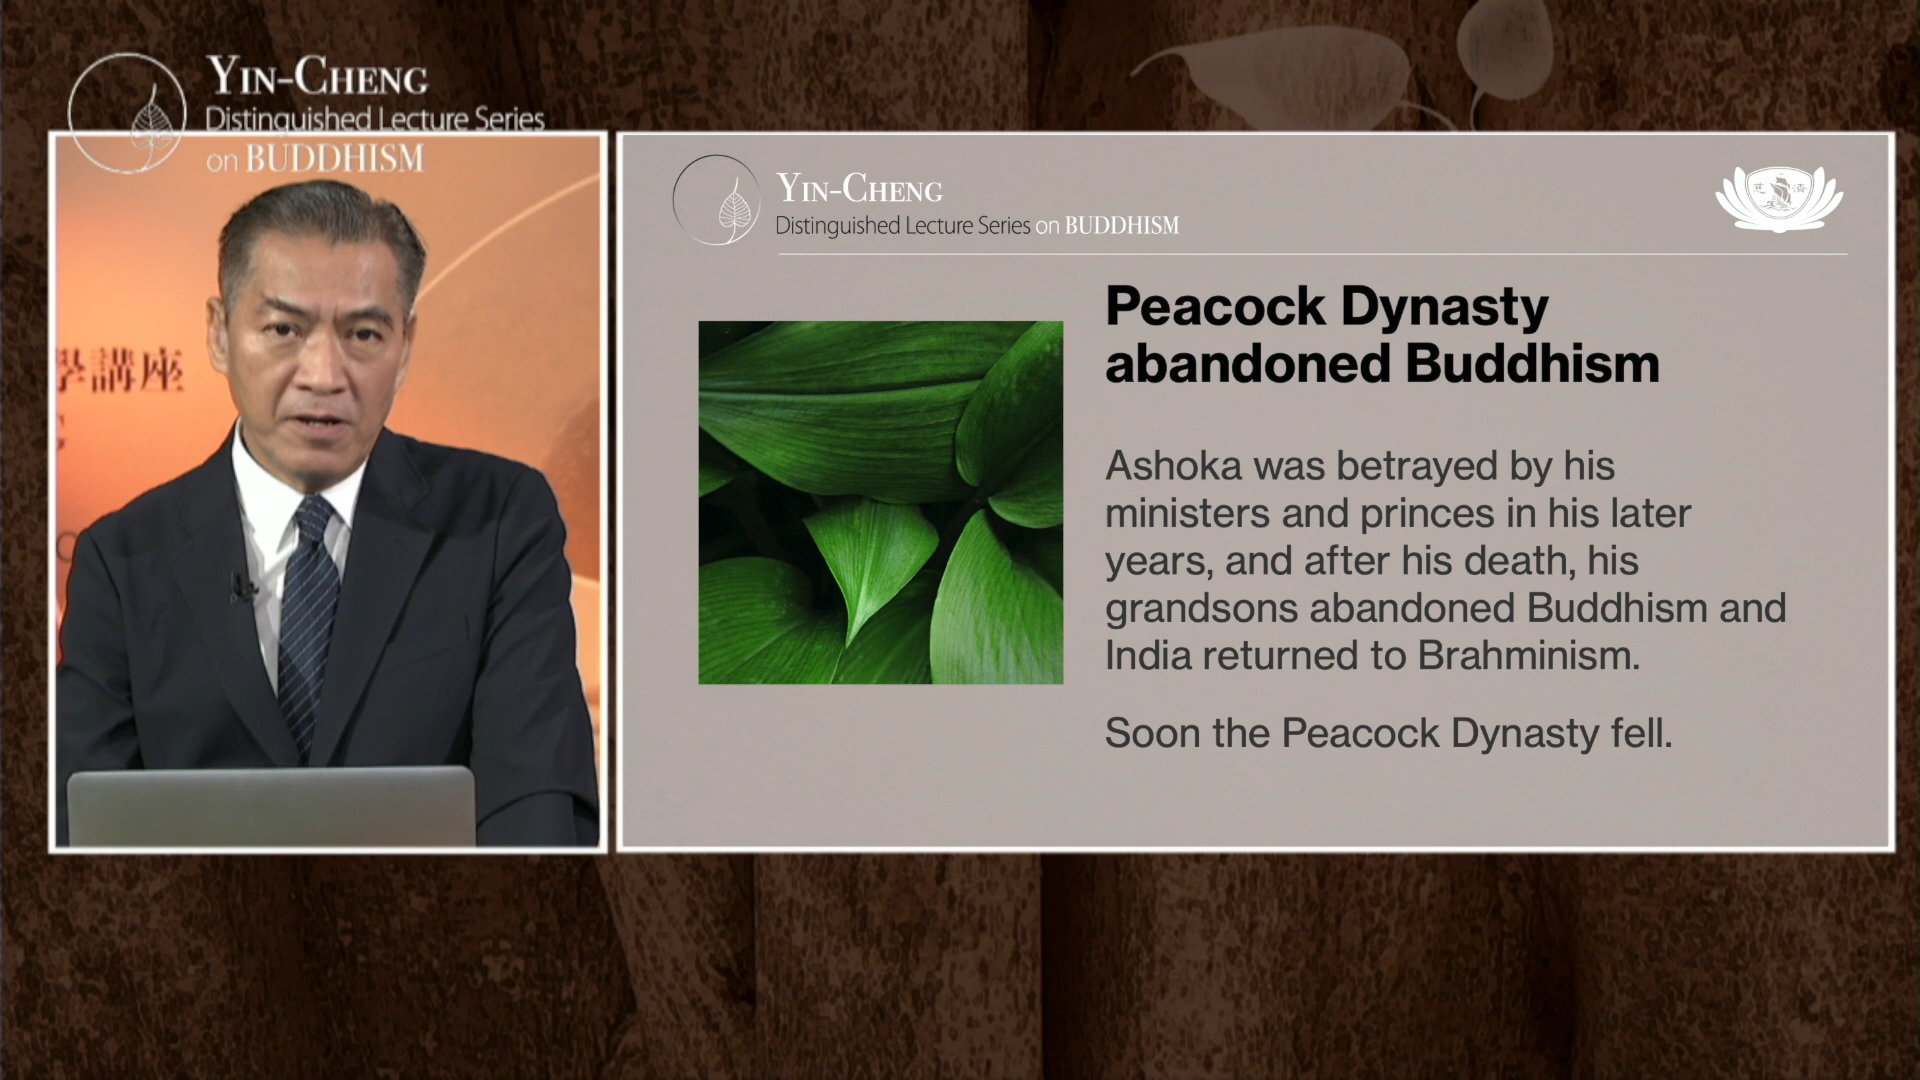 YIN-CHENG
Distinguished Lecture Series
on BUDDHISM
學講座
YIN-CHENG
Distinguished Lecture Series on BUDDHISM
慈濟
Peacock Dynasty
abandoned Buddhism
Ashoka was betrayed by his
ministers and princes in his later
years, and after his death, his
grandsons abandoned Buddhism and
India returned to Brahminism.
Soon the Peacock Dynasty fell.